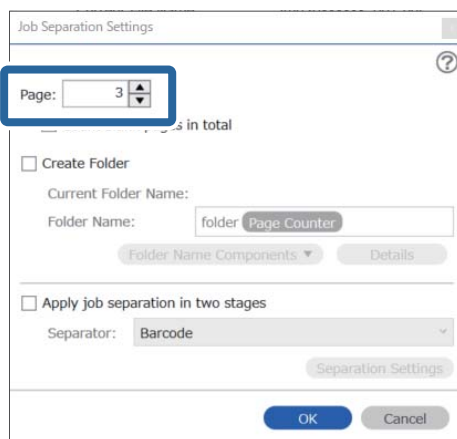 Job Separation Settings
Page: 3
pages in total
Create Folder
Current Folder Name:
Folder Name: folder Page Counter
Folder Name Components ▼ Details
Apply job separation in two stages
Separator: Barcode
Separation Settings
OK Cancel